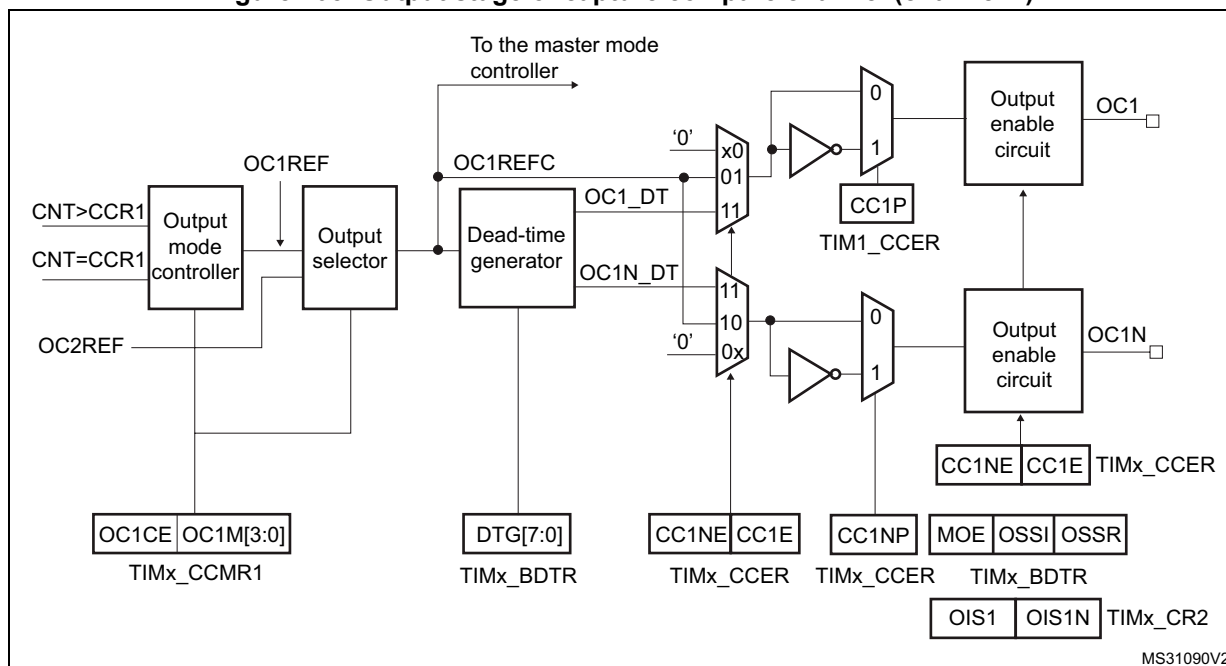 To the master mode
controller
OC1REF
OC1REFC
CNT>CCR1
CNT=CCR1
Output
mode
controller
Output
selector
OC2REF
Dead-time
generator
OC1_DT
OC1N_DT
‘0’
x0
01
11
11
10
‘0’
0x
0
1
CC1P
TIM1_CCER
0
1
Output
enable
circuit
OC1
Output
enable
circuit
OC1N
CC1NE CC1E TIMx_CCER
OC1CE OC1M[3:0]
TIMx_CCMR1
DTG[7:0]
TIMx_BDTR
CC1NE CC1E
TIMx_CCER
CC1NP
TIMx_CCER
MOE OSSI OSSR
TIMx_BDTR
OIS1 OIS1N TIMx_CR2
MS31090V2